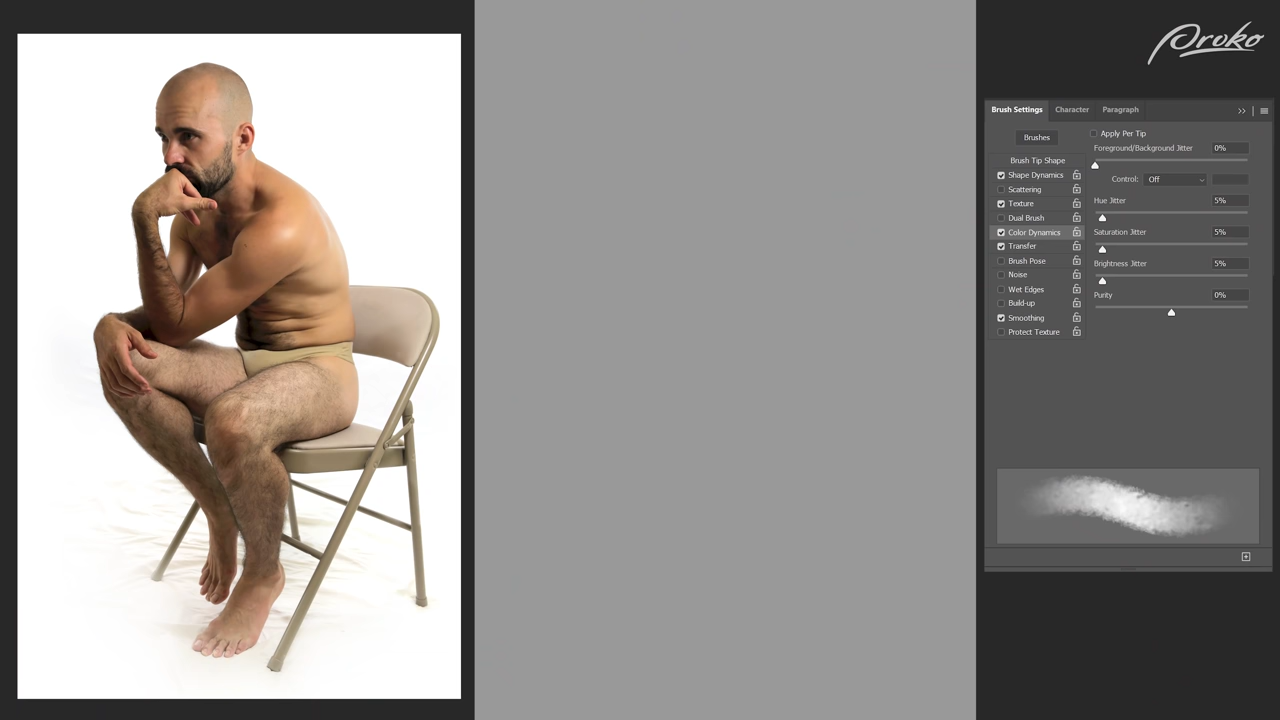 Proko
Brush Settings Character Paragraph
Brushes
Apply Per Tip
Foreground/Background Jitter 0%
Brush Tip Shape
Shape Dynamics
Control: Off
Scattering
Hue Jitter 5%
Texture
Dual Brush
Color Dynamics
Saturation Jitter 5%
Transfer
Brush Pose
Brightness Jitter 5%
Noise
Wet Edges
Purity 0%
Build-up
Smoothing
Protect Texture